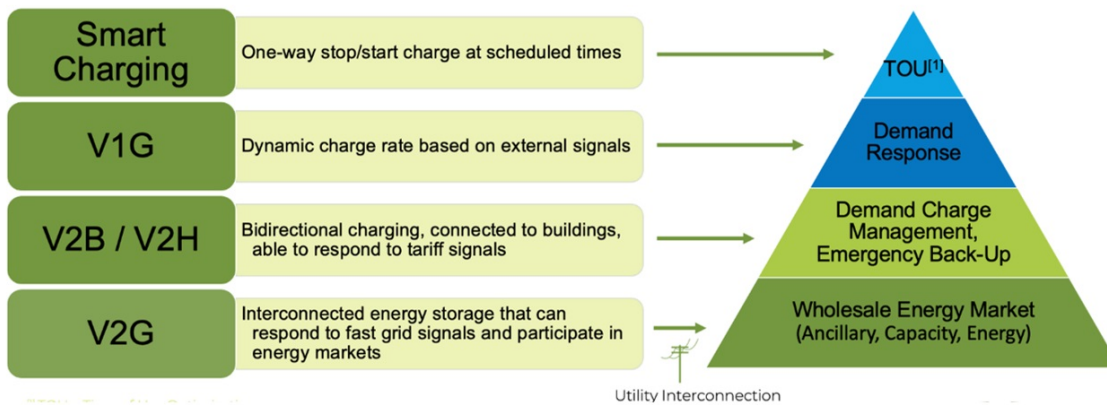 Smart
Charging
One-way stop/start charge at scheduled times
TOU[1]
V1G
Dynamic charge rate based on external signals
Demand
Response
V2B / V2H
Bidirectional charging, connected to buildings,
able to respond to tariff signals
Demand Charge
Management,
Emergency Back-Up
V2G
Interconnected energy storage that can
respond to fast grid signals and participate in
energy markets
Wholesale Energy Market
(Ancillary, Capacity, Energy)
Utility Interconnection